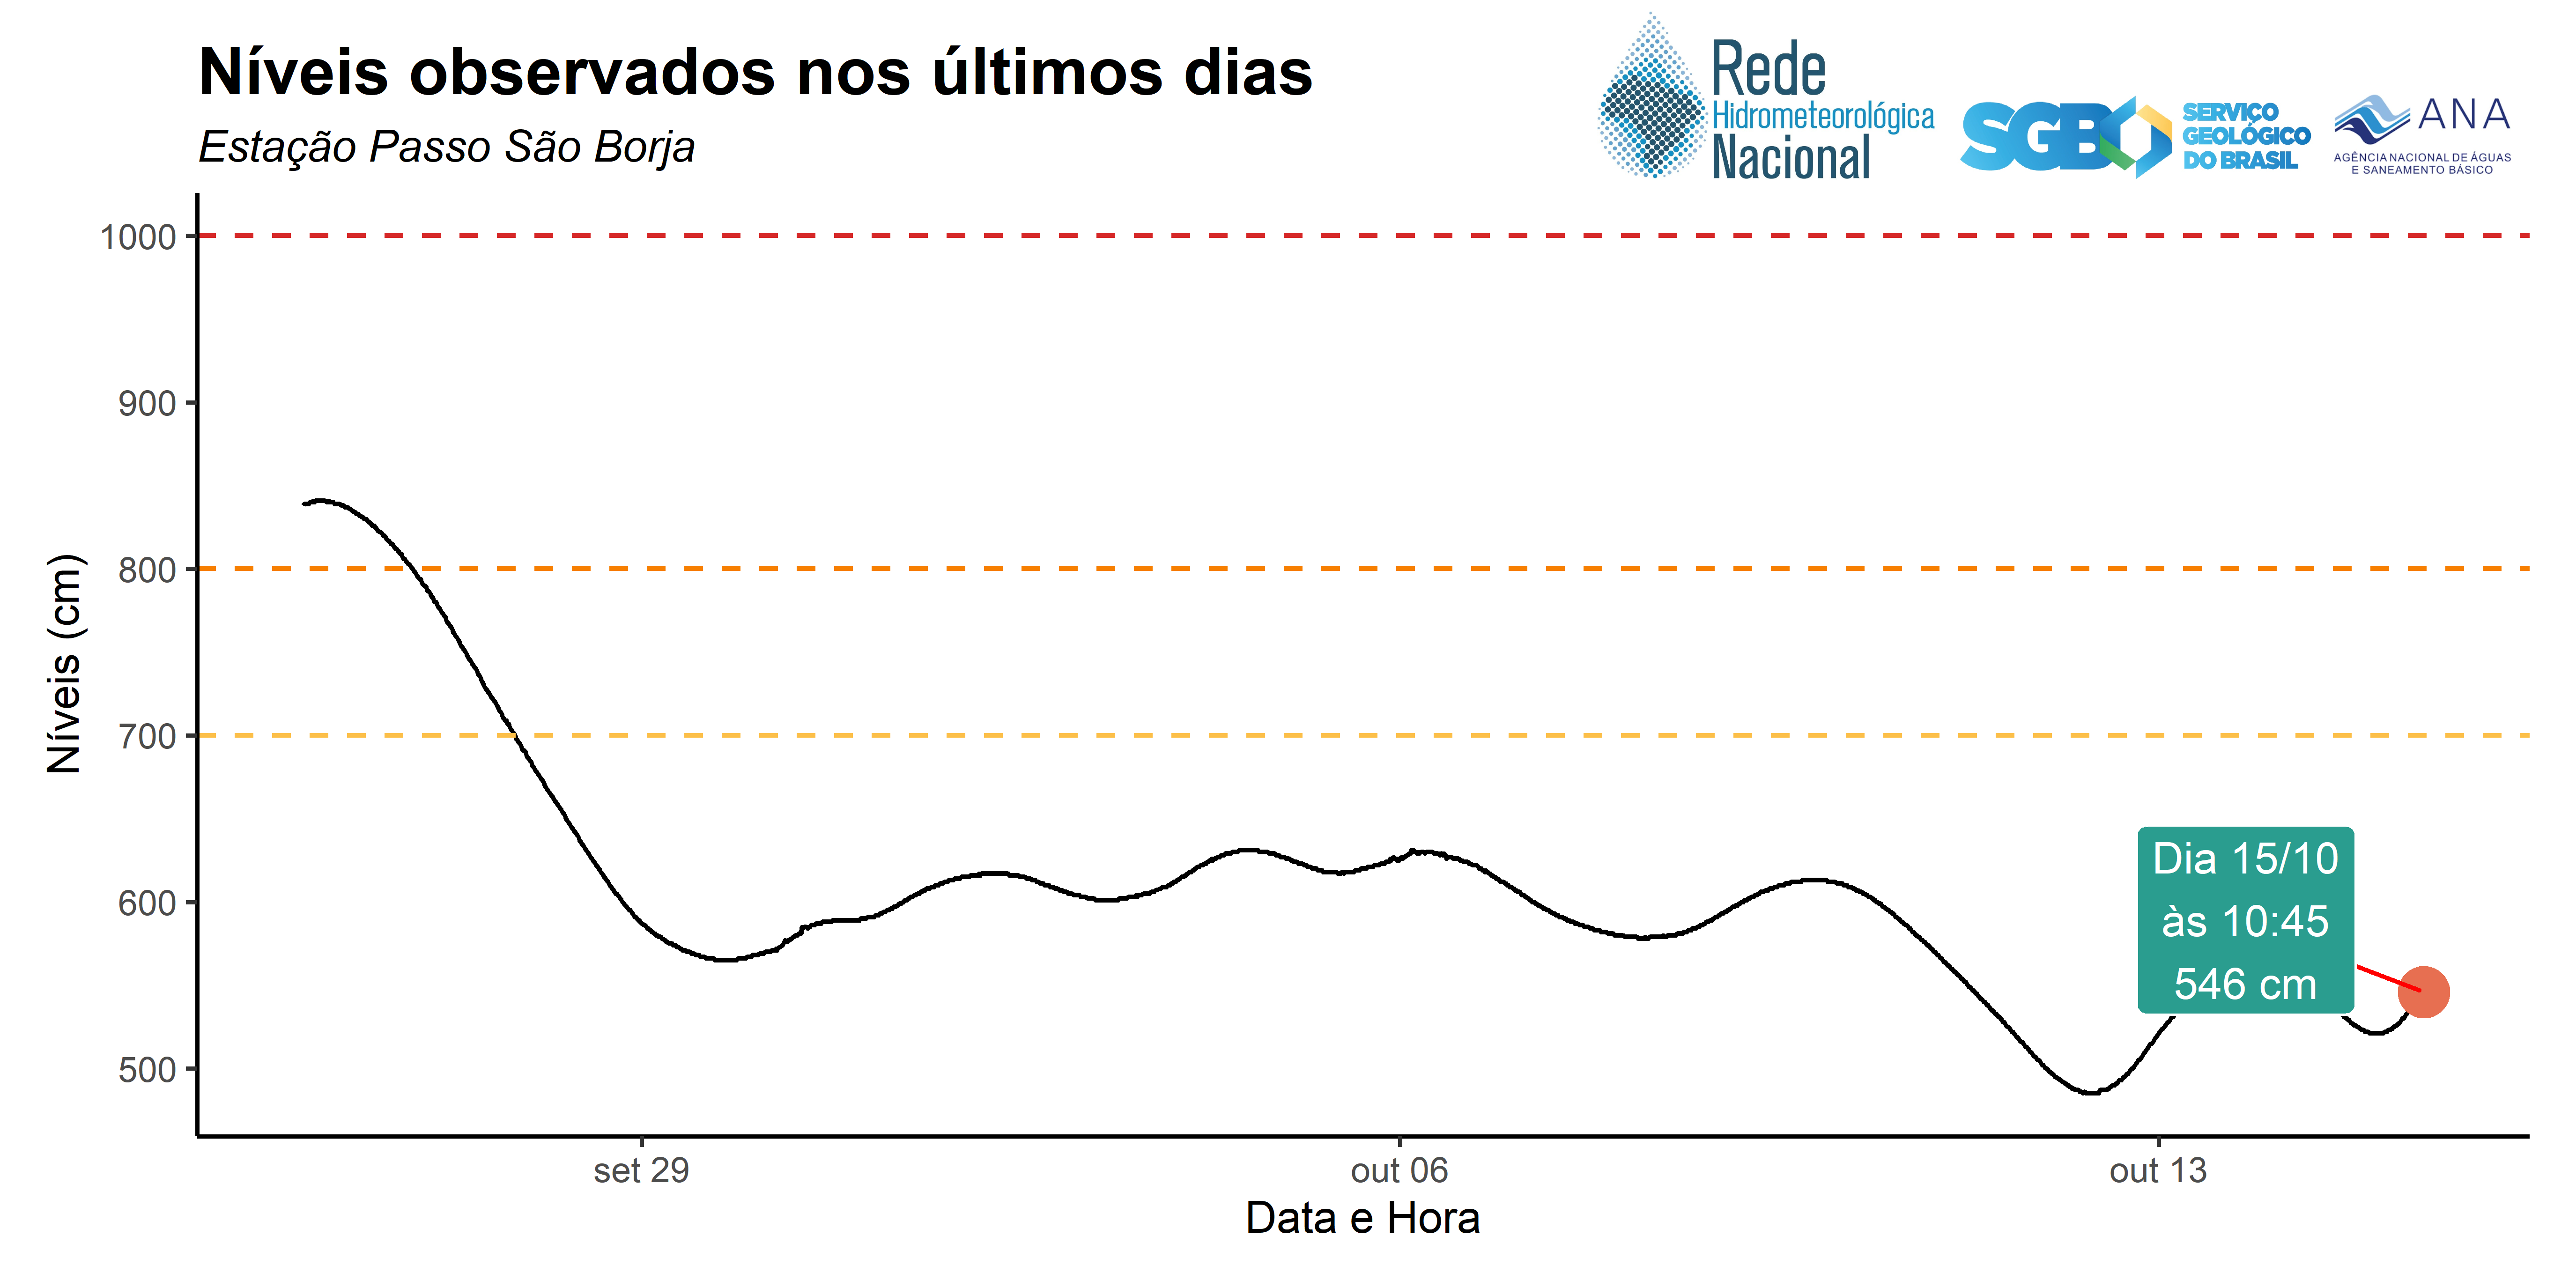 Níveis observados nos últimos dias
Estação Passo São Borja
Rede
Hidrometeorológica
Nacional
SGB
SERVIÇO
GEOLÓGICO
DO BRASIL
ANA
AGÊNCIA NACIONAL DE ÁGUAS
E SANEAMENTO BÁSICO
Níveis (cm)
1000
900
800
700
600
500
Dia 15/10
às 10:45
546 cm
set 29
out 06
out 13
Data e Hora